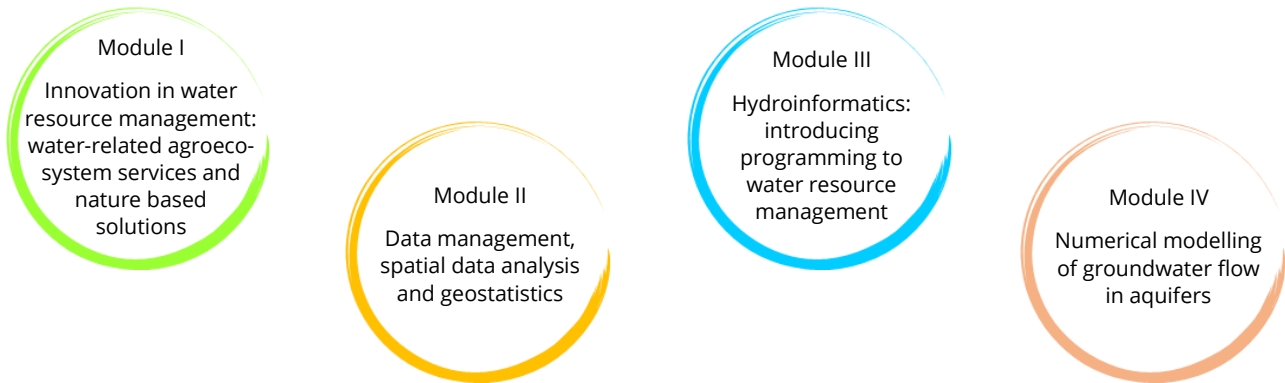 Module I
Innovation in water
resource management:
water-related agroeco-
system services and
nature based
solutions
Module II
Data management,
spatial data analysis
and geostatistics
Module III
Hydroinformatics:
introducing
programming to
water resource
management
Module IV
Numerical modelling
of groundwater flow
in aquifers